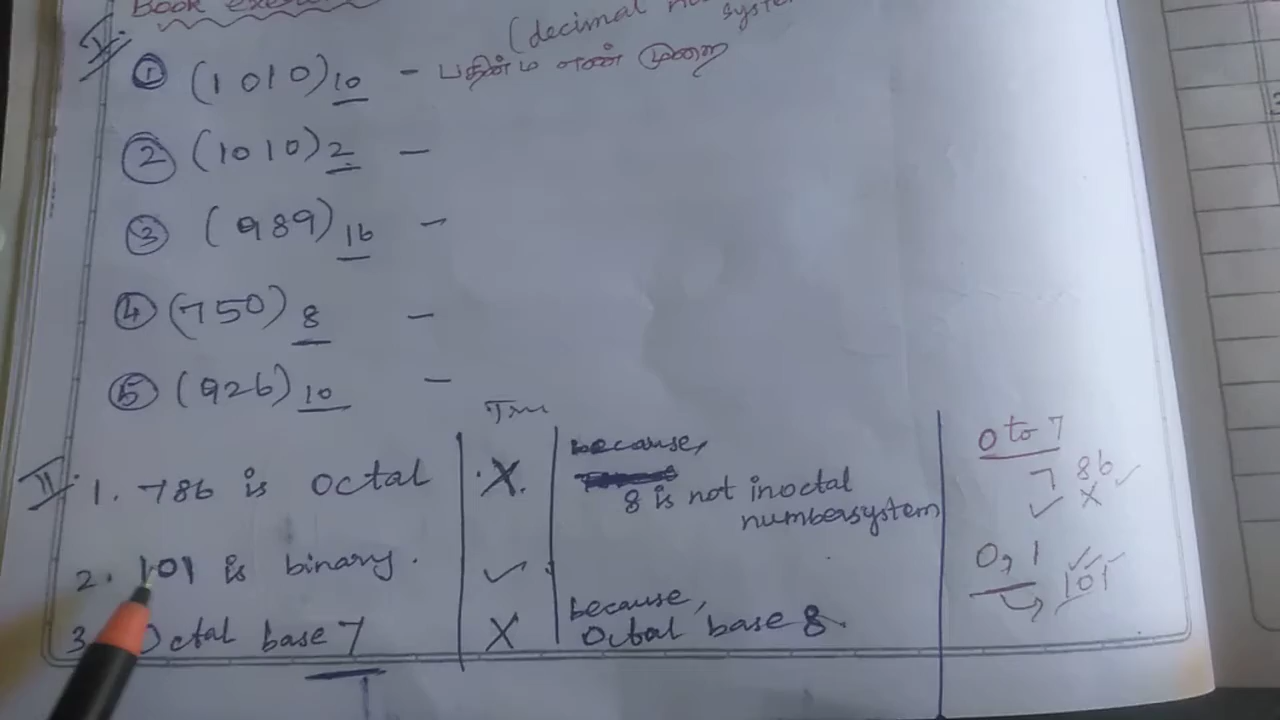 Book
(decimal
I. ① (1010)10 – பதின்ம எண் முறை
② (1010)2 –
③ (989)16 –
④ (750)8 –
⑤ (926)10 –
II. 1. 786 is octal X because, 8 is not in octal numbersystem
0 to 7
7 86
2. 101 is binary. ✓
0, 1
101
3. Octal base 7 X because, Octal base 8.